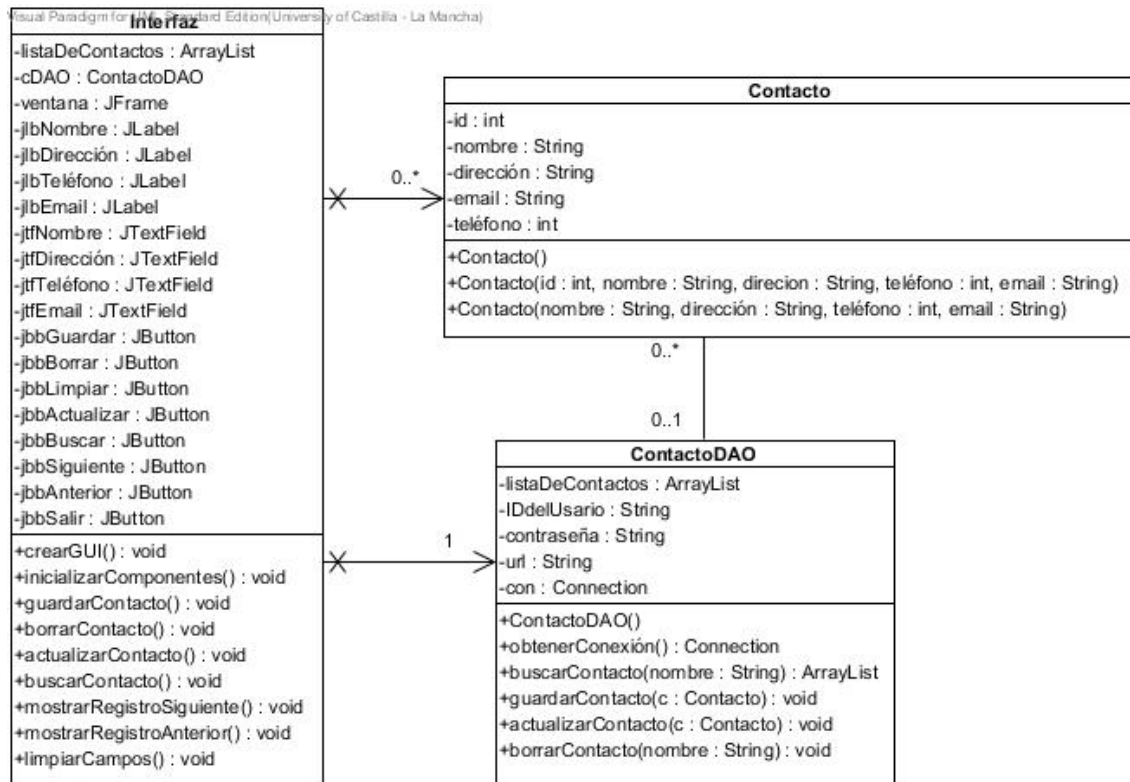 Visual Paradigm for UML Standard Edition(University of Castilla - La Mancha)
Interfaz
-listaDeContactos : ArrayList
-cDAO : ContactoDAO
-ventana : JFrame
-jlbNombre : JLabel
-jlbDirección : JLabel
-jlbTeléfono : JLabel
-jlbEmail : JLabel
-jtfNombre : JTextField
-jtfDirección : JTextField
-jtfTeléfono : JTextField
-jtfEmail : JTextField
-jbbGuardar : JButton
-jbbBorrar : JButton
-jbbLimpiar : JButton
-jbbActualizar : JButton
-jbbBuscar : JButton
-jbbSiguiente : JButton
-jbbAnterior : JButton
-jbbSalir : JButton
+crearGUI() : void
+inicializarComponentes() : void
+guardarContacto() : void
+borrarContacto() : void
+actualizarContacto() : void
+buscarContacto() : void
+mostrarRegistroSiguiente() : void
+mostrarRegistroAnterior() : void
+limpiarCampos() : void
0..*
1
Contacto
-id : int
-nombre : String
-dirección : String
-email : String
-teléfono : int
+Contacto()
+Contacto(id : int, nombre : String, direcion : String, teléfono : int, email : String)
+Contacto(nombre : String, dirección : String, teléfono : int, email : String)
0..*
0..1
ContactoDAO
-listaDeContactos : ArrayList
-IDdelUsario : String
-contraseña : String
-url : String
-con : Connection
+ContactoDAO()
+obtenerConexión() : Connection
+buscarContacto(nombre : String) : ArrayList
+guardarContacto(c : Contacto) : void
+actualizarContacto(c : Contacto) : void
+borrarContacto(nombre : String) : void